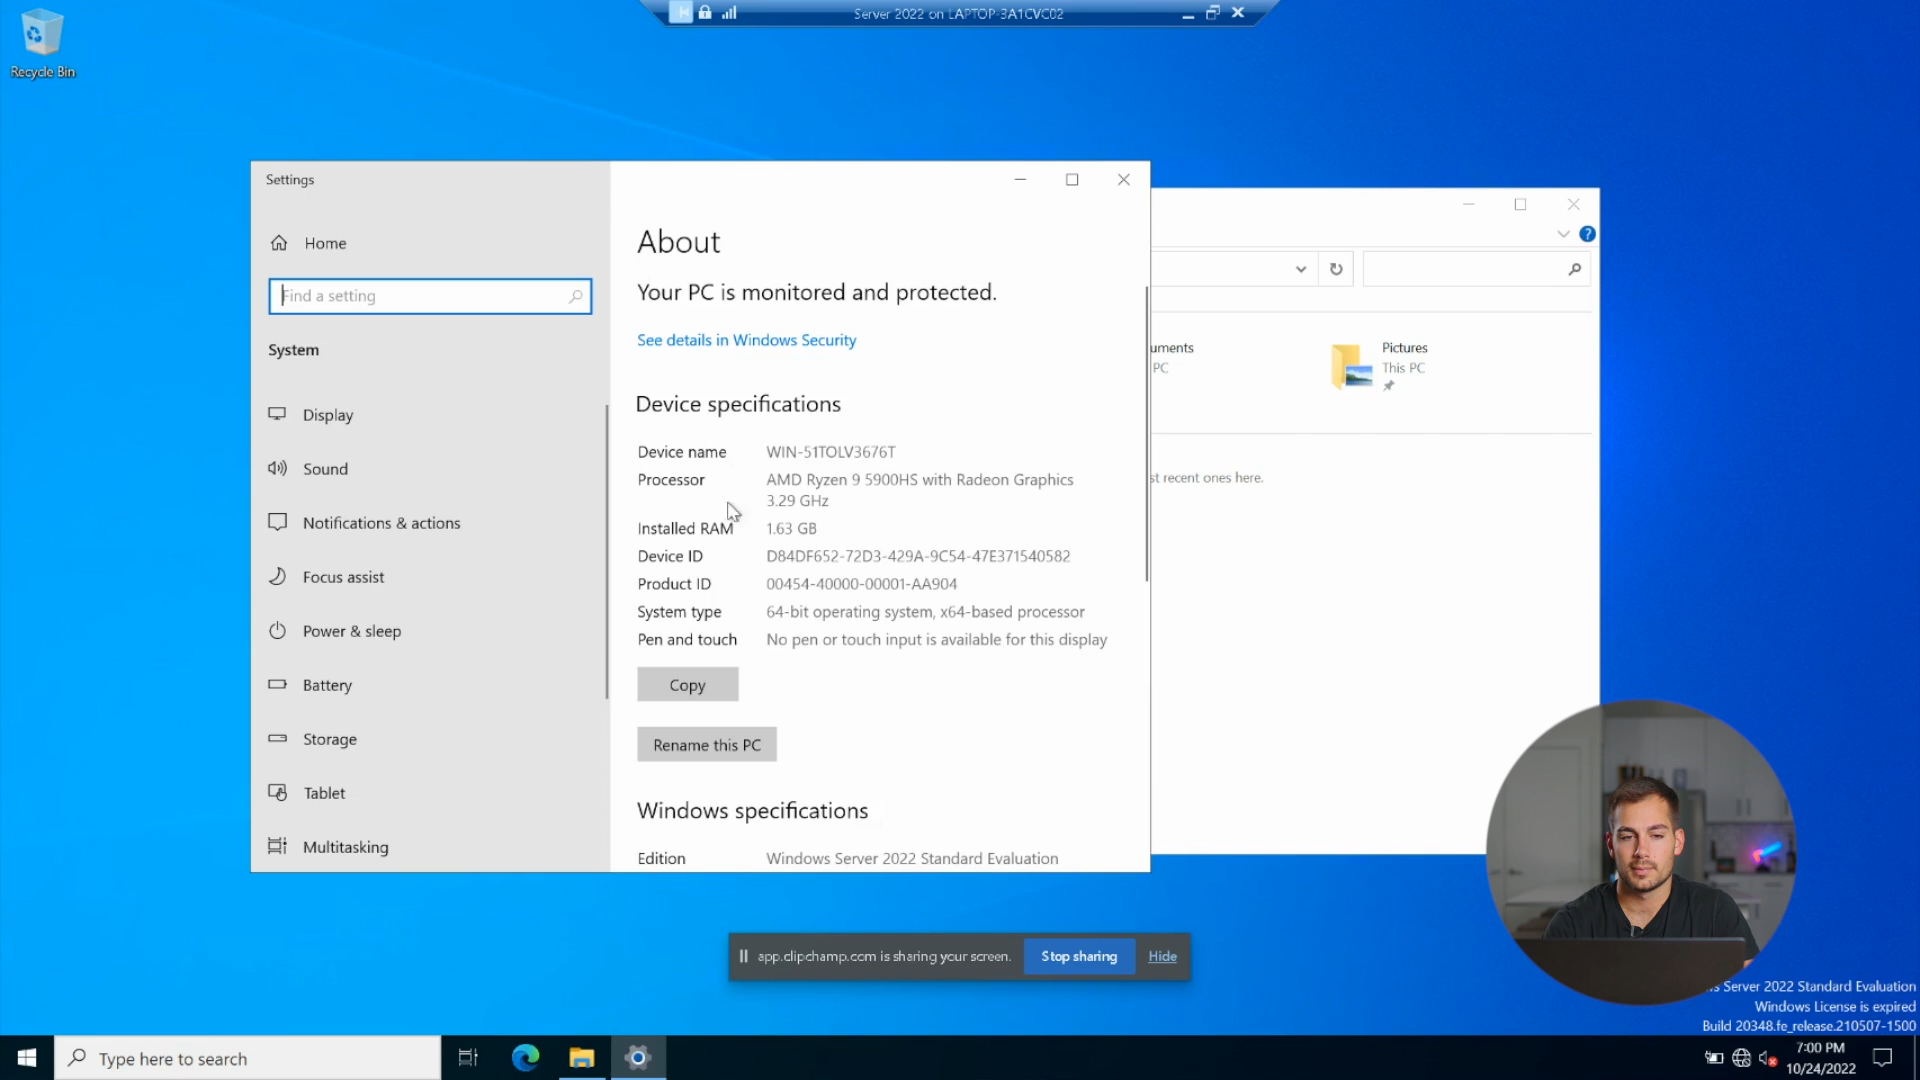 Server 2022 on LAPTOP-3A1CVC02
Recycle Bin
Settings
Home
Find a setting
System
Display
Sound
Notifications & actions
Focus assist
Power & sleep
Battery
Storage
Tablet
Multitasking
About
Your PC is monitored and protected.
See details in Windows Security
Device specifications
Device name WIN-51TOLV3676T
Processor AMD Ryzen 9 5900HS with Radeon Graphics
3.29 GHz
Installed RAM 1.63 GB
Device ID D84DF652-72D3-429A-9C54-47E371540582
Product ID 00454-40000-00001-AA904
System type 64-bit operating system, x64-based processor
Pen and touch No pen or touch input is available for this display
Copy
Rename this PC
Windows specifications
Edition Windows Server 2022 Standard Evaluation
uments
PC
Pictures
This PC
st recent ones here.
app.clipchamp.com is sharing your screen. Stop sharing Hide
s Server 2022 Standard Evaluation
Windows License is expired
Build 20348.fe_release.210507-1500
Type here to search
7:00 PM
10/24/2022